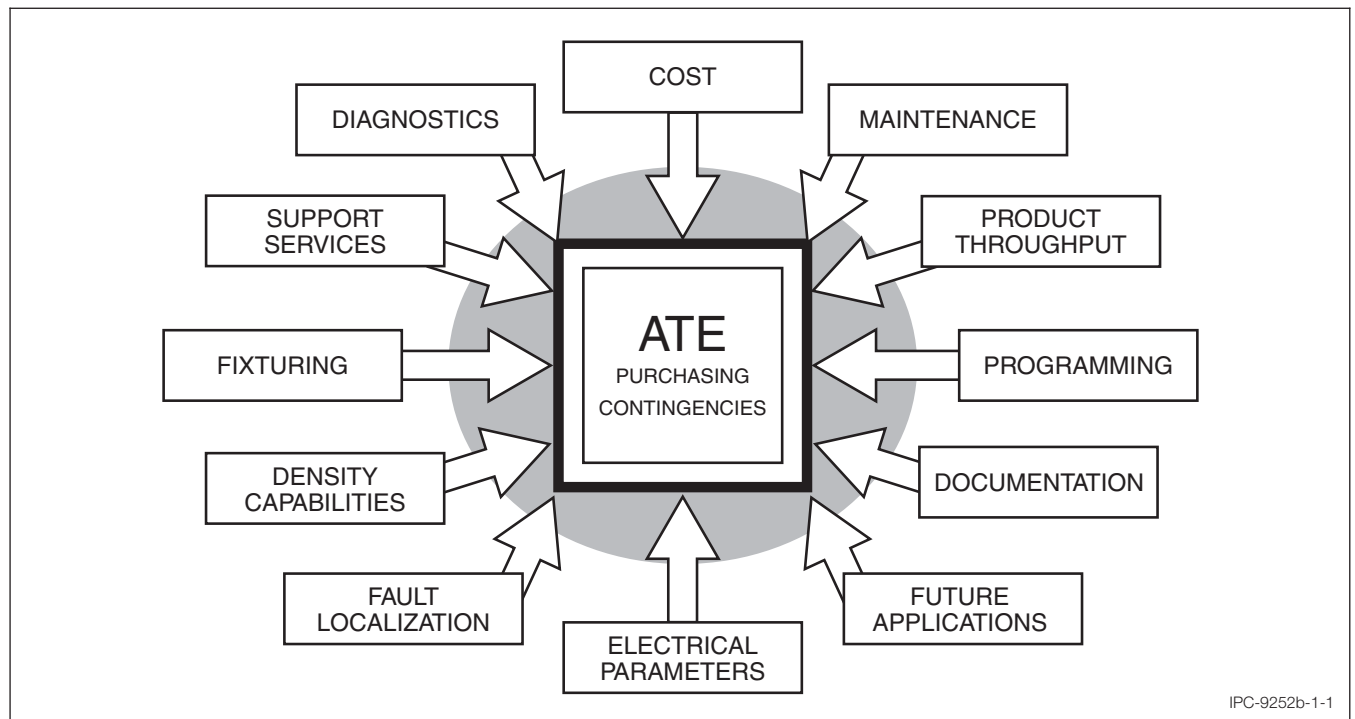 COST
DIAGNOSTICS
MAINTENANCE
SUPPORT
SERVICES
PRODUCT
THROUGHPUT
FIXTURING
ATE
PURCHASING
CONTINGENCIES
PROGRAMMING
DENSITY
CAPABILITIES
DOCUMENTATION
FAULT
LOCALIZATION
FUTURE
APPLICATIONS
ELECTRICAL
PARAMETERS
IPC-9252b-1-1